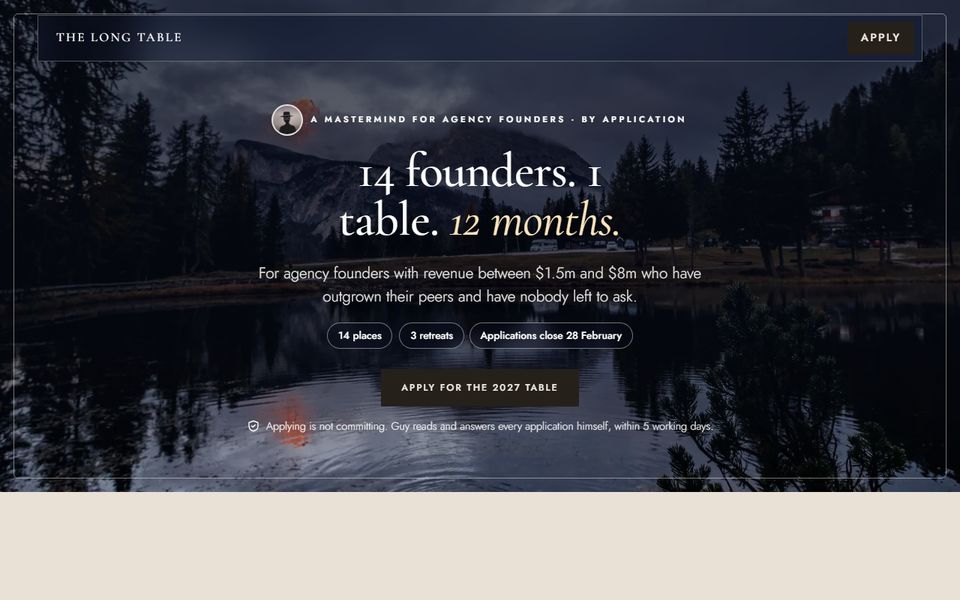 THE LONG TABLE
APPLY
A MASTERMIND FOR AGENCY FOUNDERS · BY APPLICATION
14 founders. 1
table. 12 months.
For agency founders with revenue between $1.5m and $8m who have
outgrown their peers and have nobody left to ask.
14 places
3 retreats
Applications close 28 February
APPLY FOR THE 2027 TABLE
Applying is not committing. Guy reads and answers every application himself, within 5 working days.